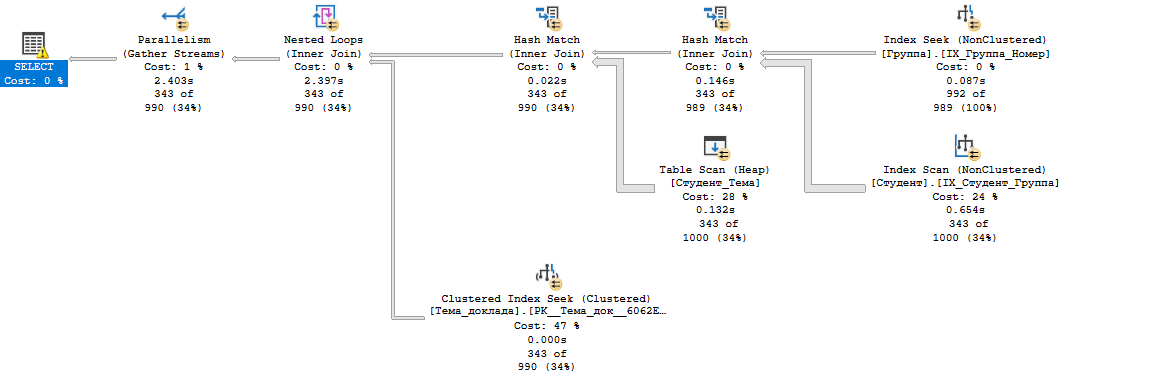 SELECT
Cost: 0 %
Parallelism
(Gather Streams)
Cost: 1 %
2.403s
343 of
990 (34%)
Nested Loops
(Inner Join)
Cost: 0 %
2.397s
343 of
990 (34%)
Hash Match
(Inner Join)
Cost: 0 %
0.022s
343 of
990 (34%)
Hash Match
(Inner Join)
Cost: 0 %
0.146s
343 of
989 (34%)
Index Seek (NonClustered)
[Группа].[IX_Группа_Номер]
Cost: 0 %
0.087s
992 of
989 (100%)
Table Scan (Heap)
[Студент_Тема]
Cost: 28 %
0.132s
343 of
1000 (34%)
Index Scan (NonClustered)
[Студент].[IX_Студент_Группа]
Cost: 24 %
0.654s
343 of
1000 (34%)
Clustered Index Seek (Clustered)
[Тема_доклада].[PK__Тема_док__6062E…
Cost: 47 %
0.000s
343 of
990 (34%)